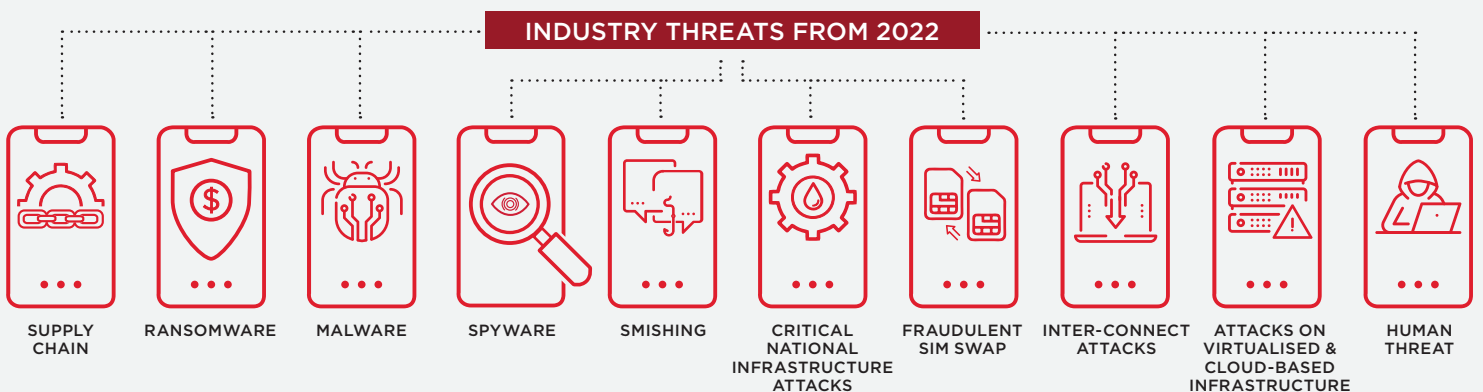 INDUSTRY THREATS FROM 2022
SUPPLY
CHAIN
RANSOMWARE
MALWARE
SPYWARE
SMISHING
CRITICAL
NATIONAL
INFRASTRUCTURE
ATTACKS
FRAUDULENT
SIM SWAP
INTER-CONNECT
ATTACKS
ATTACKS ON
VIRTUALISED &
CLOUD-BASED
INFRASTRUCTURE
HUMAN
THREAT